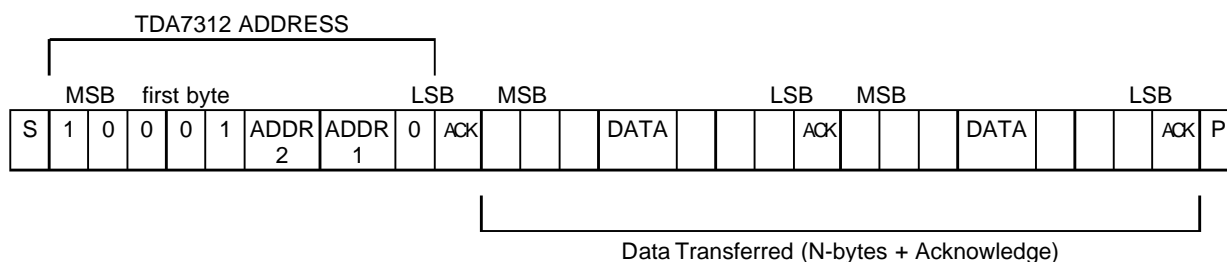 TDA7312 ADDRESS
MSB first byte LSB MSB LSB MSB LSB
S 1 0 0 0 1 ADDR 2 ADDR 1 0 ACK DATA ACK DATA ACK P
Data Transferred (N-bytes + Acknowledge)